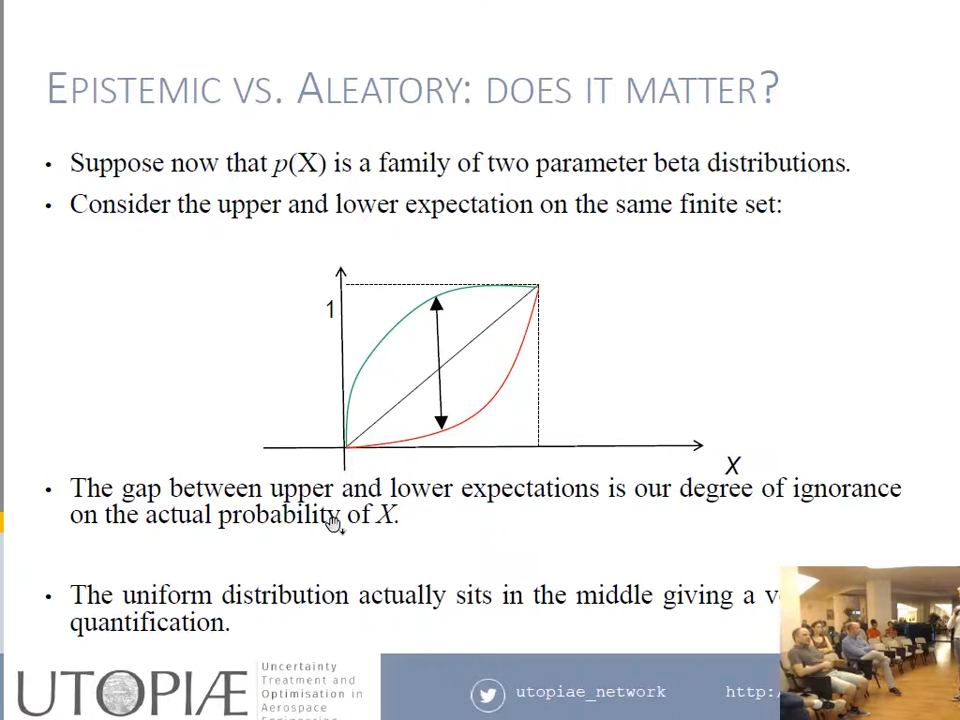 EPISTEMIC VS. ALEATORY: DOES IT MATTER?
• Suppose now that p(X) is a family of two parameter beta distributions.
• Consider the upper and lower expectation on the same finite set:
1
X
• The gap between upper and lower expectations is our degree of ignorance
on the actual probability of X.
• The uniform distribution actually sits in the middle giving a
quantification.
UTOPIÆ
Uncertainty
Treatment and
Optimisation in
Aerospace
utopiae_network
http:/